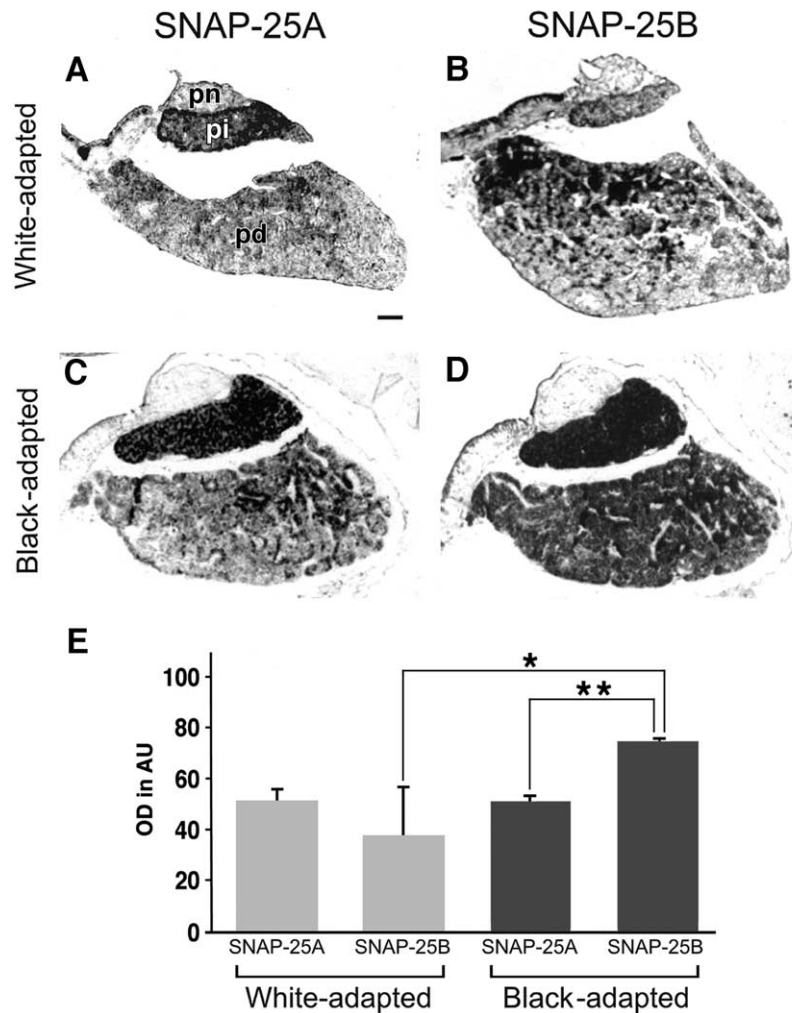 SNAP-25A SNAP-25B
White-adapted
A
pn
pi
pd
B
Black-adapted
C
D
E
OD in AU
100
80
60
40
20
0
*
**
SNAP-25A SNAP-25B SNAP-25A SNAP-25B
White-adapted Black-adapted